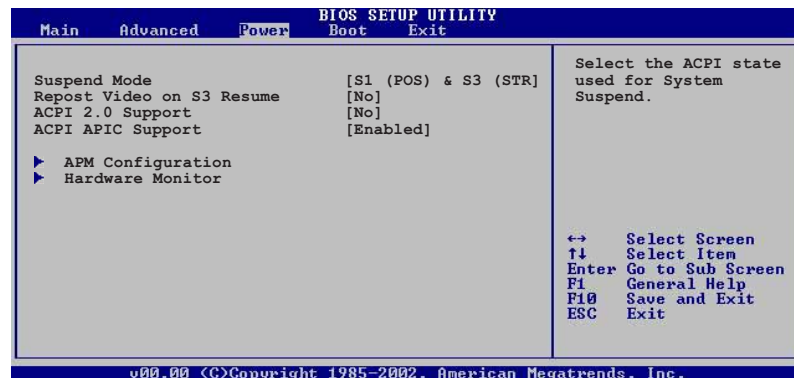 BIOS SETUP UTILITY
Main Advanced Power Boot Exit
Suspend Mode [S1 (POS) & S3 (STR]
Repost Video on S3 Resume [No]
ACPI 2.0 Support [No]
ACPI APIC Support [Enabled]
APM Configuration
Hardware Monitor
Select the ACPI state
used for System
Suspend.
↔ Select Screen
↑↓ Select Item
Enter Go to Sub Screen
F1 General Help
F10 Save and Exit
ESC Exit
v00.00 (C)Copyright 1985-2002, American Megatrends, Inc.